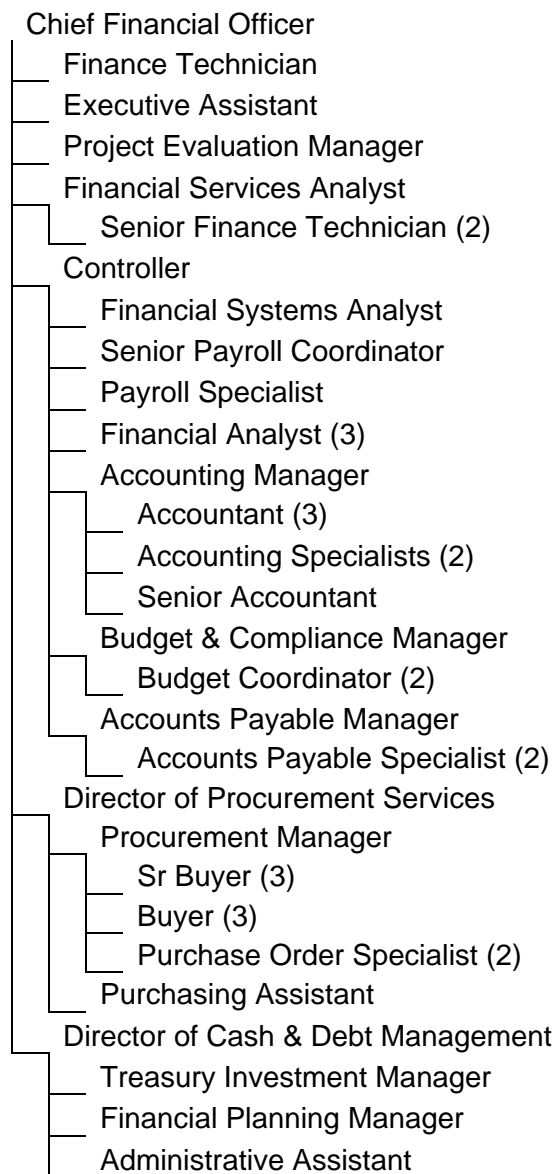 Chief Financial Officer
Finance Technician
Executive Assistant
Project Evaluation Manager
Financial Services Analyst
Senior Finance Technician (2)
Controller
Financial Systems Analyst
Senior Payroll Coordinator
Payroll Specialist
Financial Analyst (3)
Accounting Manager
Accountant (3)
Accounting Specialists (2)
Senior Accountant
Budget & Compliance Manager
Budget Coordinator (2)
Accounts Payable Manager
Accounts Payable Specialist (2)
Director of Procurement Services
Procurement Manager
Sr Buyer (3)
Buyer (3)
Purchase Order Specialist (2)
Purchasing Assistant
Director of Cash & Debt Management
Treasury Investment Manager
Financial Planning Manager
Administrative Assistant